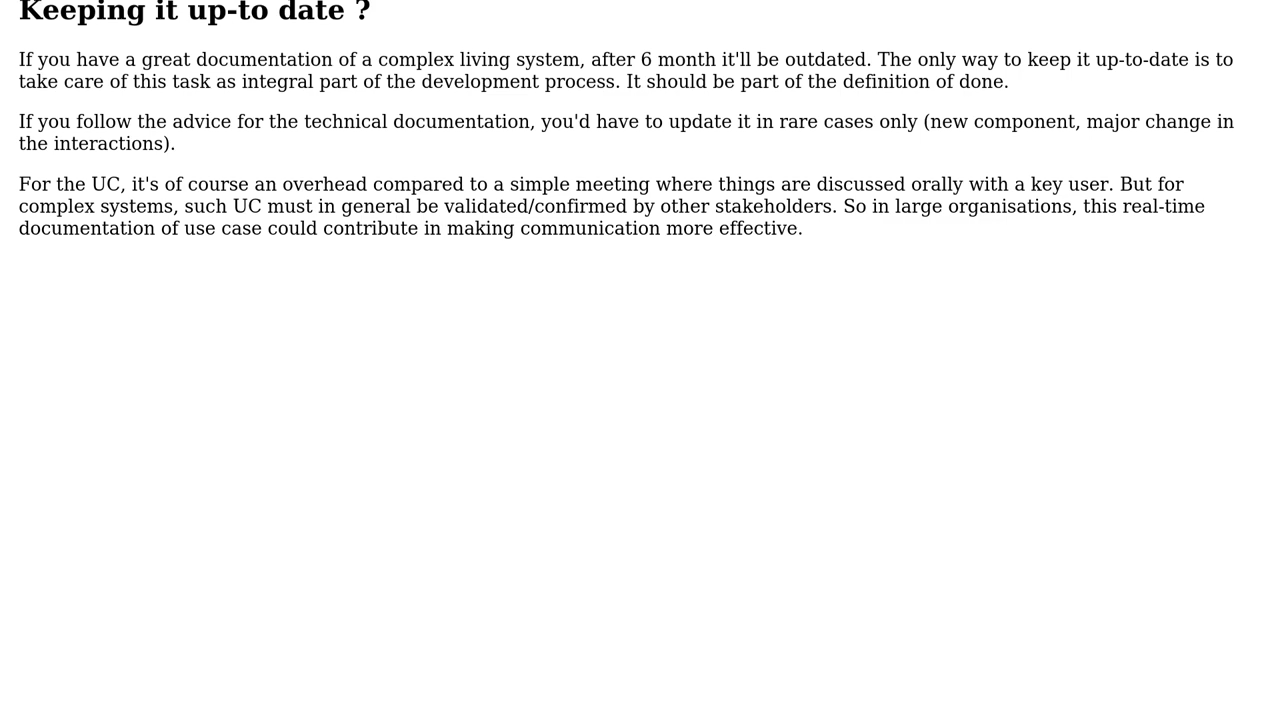 Keeping it up-to date ?
If you have a great documentation of a complex living system, after 6 month it'll be outdated. The only way to keep it up-to-date is to
take care of this task as integral part of the development process. It should be part of the definition of done.
If you follow the advice for the technical documentation, you'd have to update it in rare cases only (new component, major change in
the interactions).
For the UC, it's of course an overhead compared to a simple meeting where things are discussed orally with a key user. But for
complex systems, such UC must in general be validated/confirmed by other stakeholders. So in large organisations, this real-time
documentation of use case could contribute in making communication more effective.